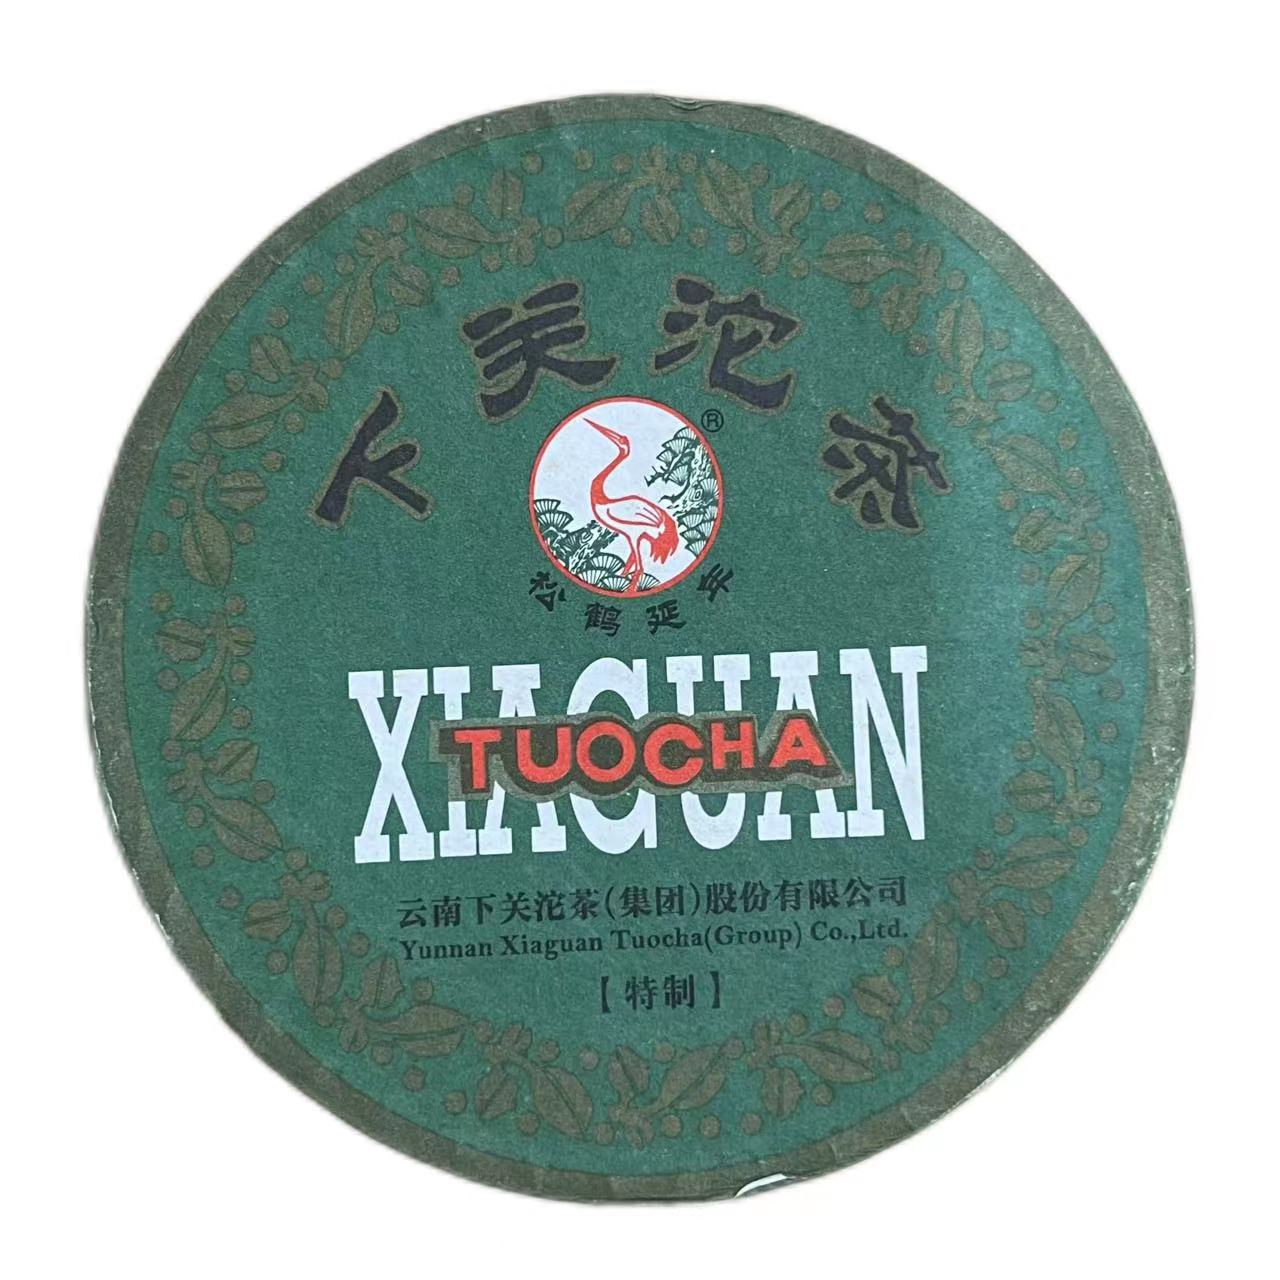 下关沱茶
®
松鹤延年
XIAGUAN
TUOCHA
云南下关沱茶(集团)股份有限公司
Yunnan Xiaguan Tuocha(Group) Co.,Ltd.
【特制】